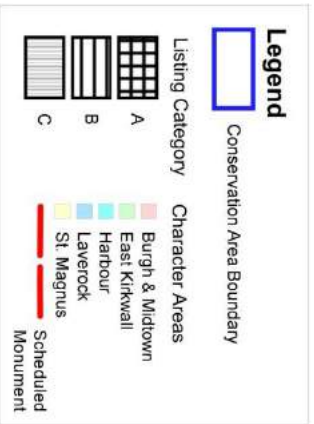 Legend
Conservation Area Boundary
Listing Category
A
B
C
Character Areas
Burgh & Midtown
East Kirkwall
Harbour
Laverock
St. Magnus
Scheduled
Monument